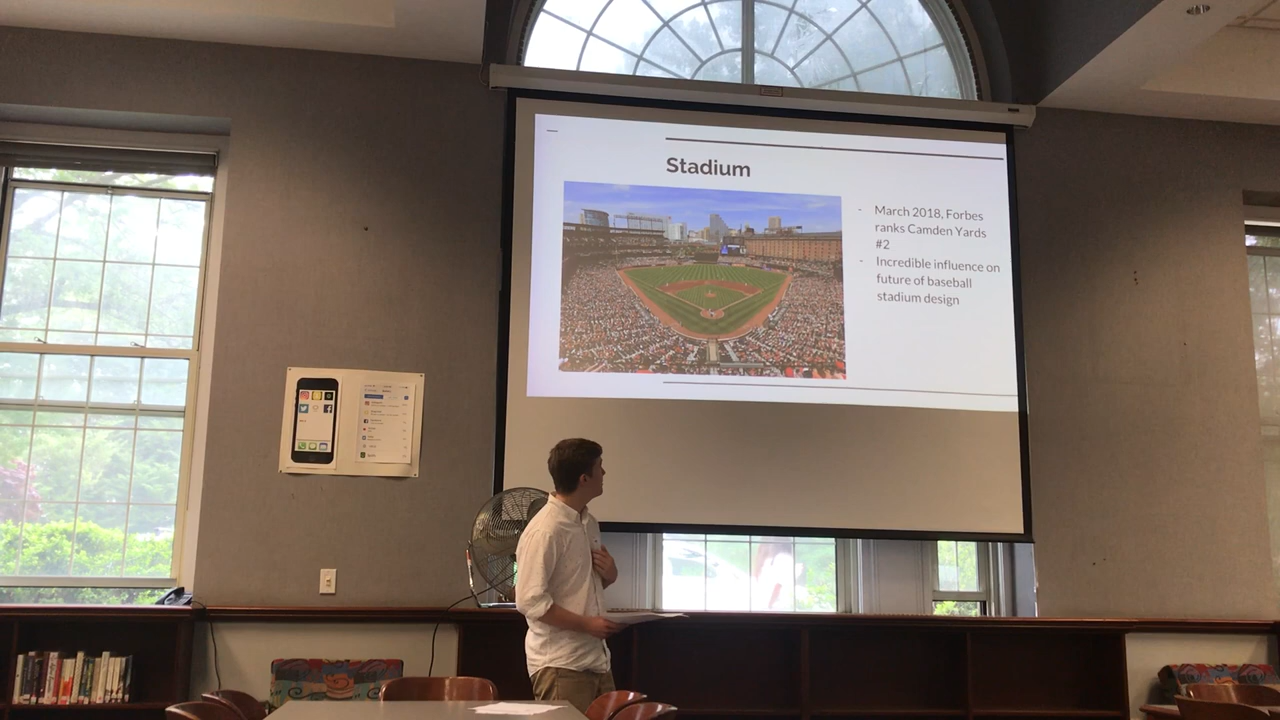 Stadium
- March 2018, Forbes
ranks Camden Yards
#2
- Incredible influence on
future of baseball
stadium design